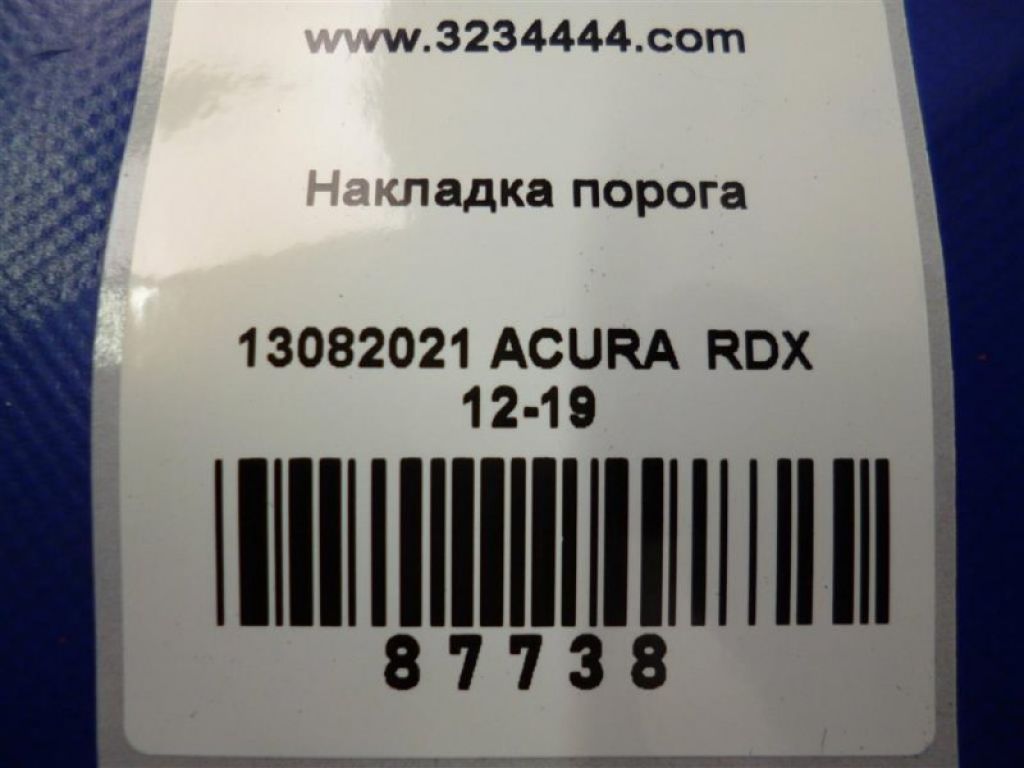 www.3234444.com
Накладка порога
13082021 ACURA RDX
12-19
87738